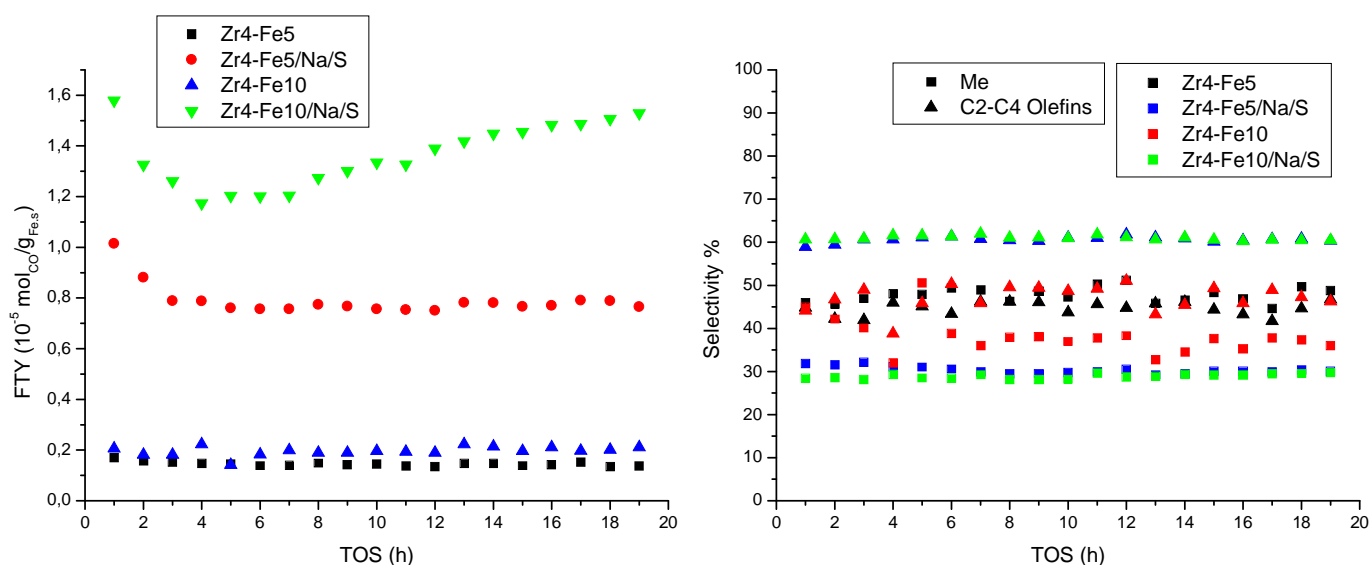 Zr4-Fe5
Zr4-Fe5/Na/S
Zr4-Fe10
Zr4-Fe10/Na/S
1,6
1,4
1,2
1,0
0,8
0,6
0,4
0,2
0,0
FTY (10⁻⁵ mol_CO/g_Fe.s)
0 2 4 6 8 10 12 14 16 18 20
TOS (h)
Me
C2-C4 Olefins
Zr4-Fe5
Zr4-Fe5/Na/S
Zr4-Fe10
Zr4-Fe10/Na/S
100
90
80
70
60
50
40
30
20
10
0
Selectivity %
0 2 4 6 8 10 12 14 16 18 20
TOS (h)